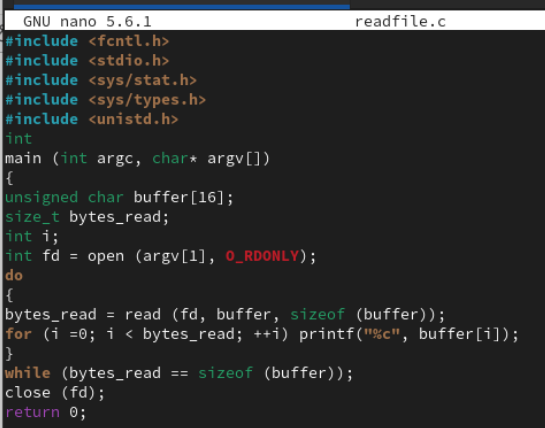 GNU nano 5.6.1 readfile.c
#include <fcntl.h>
#include <stdio.h>
#include <sys/stat.h>
#include <sys/types.h>
#include <unistd.h>
int
main (int argc, char* argv[])
{
unsigned char buffer[16];
size_t bytes_read;
int i;
int fd = open (argv[1], O_RDONLY);
do
{
bytes_read = read (fd, buffer, sizeof (buffer));
for (i =0; i < bytes_read; ++i) printf("%c", buffer[i]);
}
while (bytes_read == sizeof (buffer));
close (fd);
return 0;